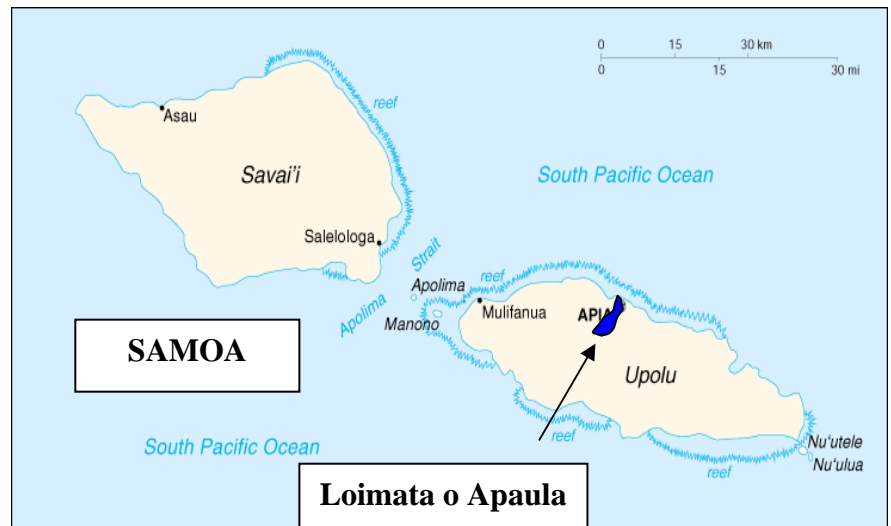 0 15 30 km
0 15 30 mi
reef
Asau
Savai'i
South Pacific Ocean
Salelologa
Strait
reef
Apolima
Apolima
Manono
Mulifanua
APIA
SAMOA
Upolu
South Pacific Ocean
reef
reef
Nu'utele
Nu'ulua
Loimata o Apaula